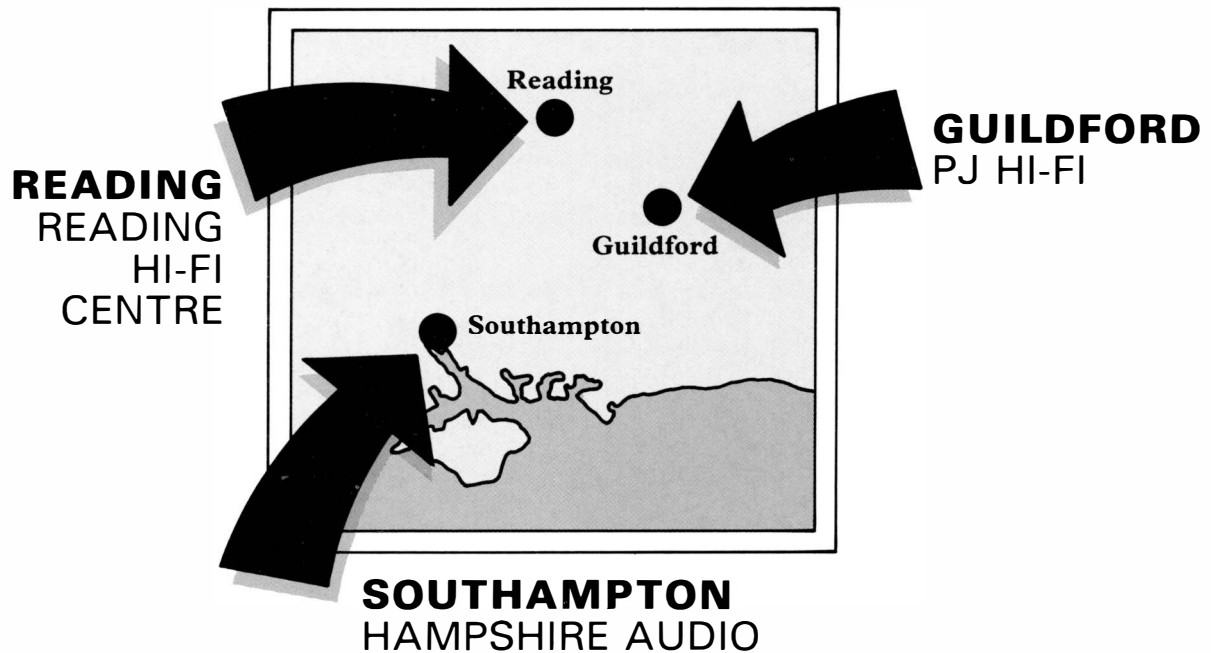 Reading
GUILDFORD
PJ HI-FI
READING
READING
HI-FI
CENTRE
Guildford
Southampton
SOUTHAMPTON
HAMPSHIRE AUDIO